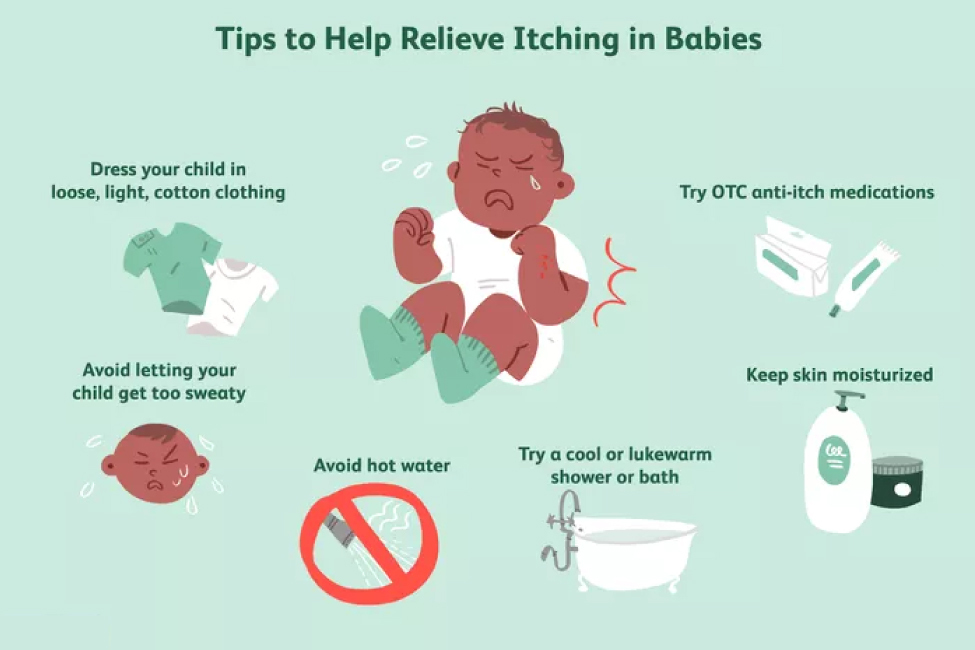 Tips to Help Relieve Itching in Babies
Dress your child in
loose, light, cotton clothing
Try OTC anti-itch medications
Avoid letting your
child get too sweaty
Keep skin moisturized
Avoid hot water
Try a cool or lukewarm
shower or bath